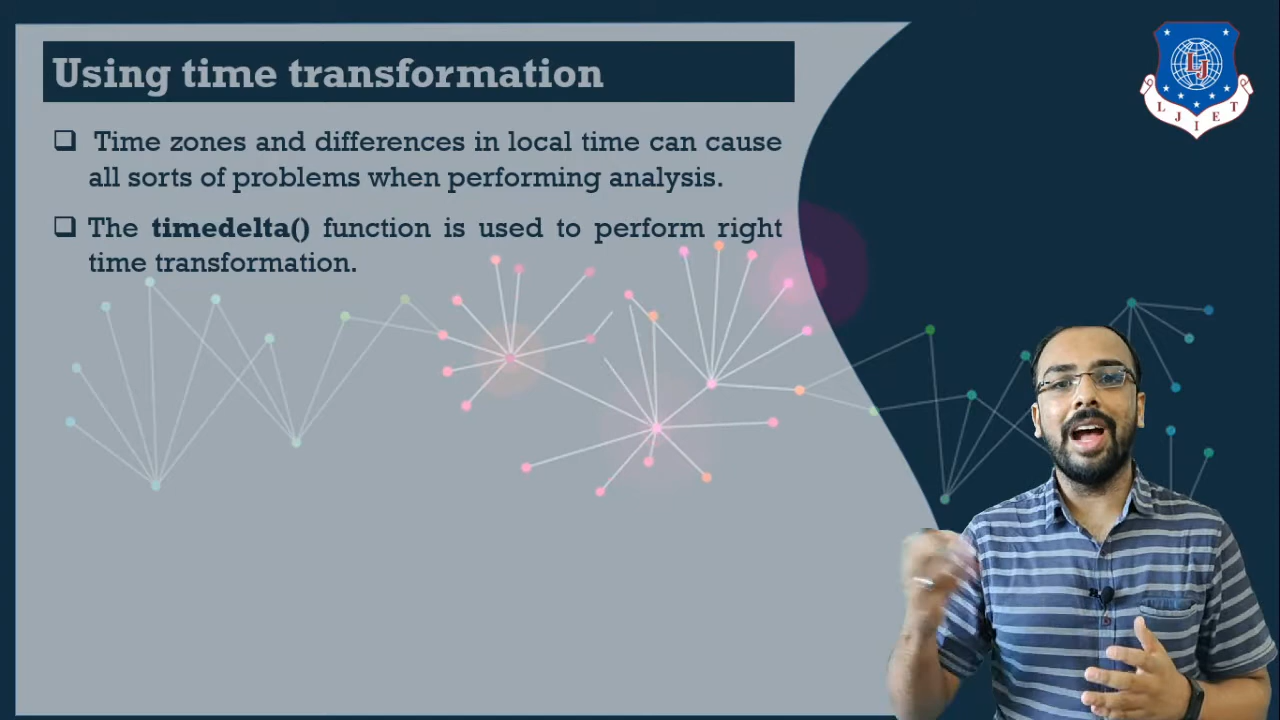 Using time transformation
❑ Time zones and differences in local time can cause
all sorts of problems when performing analysis.
❑ The timedelta() function is used to perform right
time transformation.
LJ
L J I E T